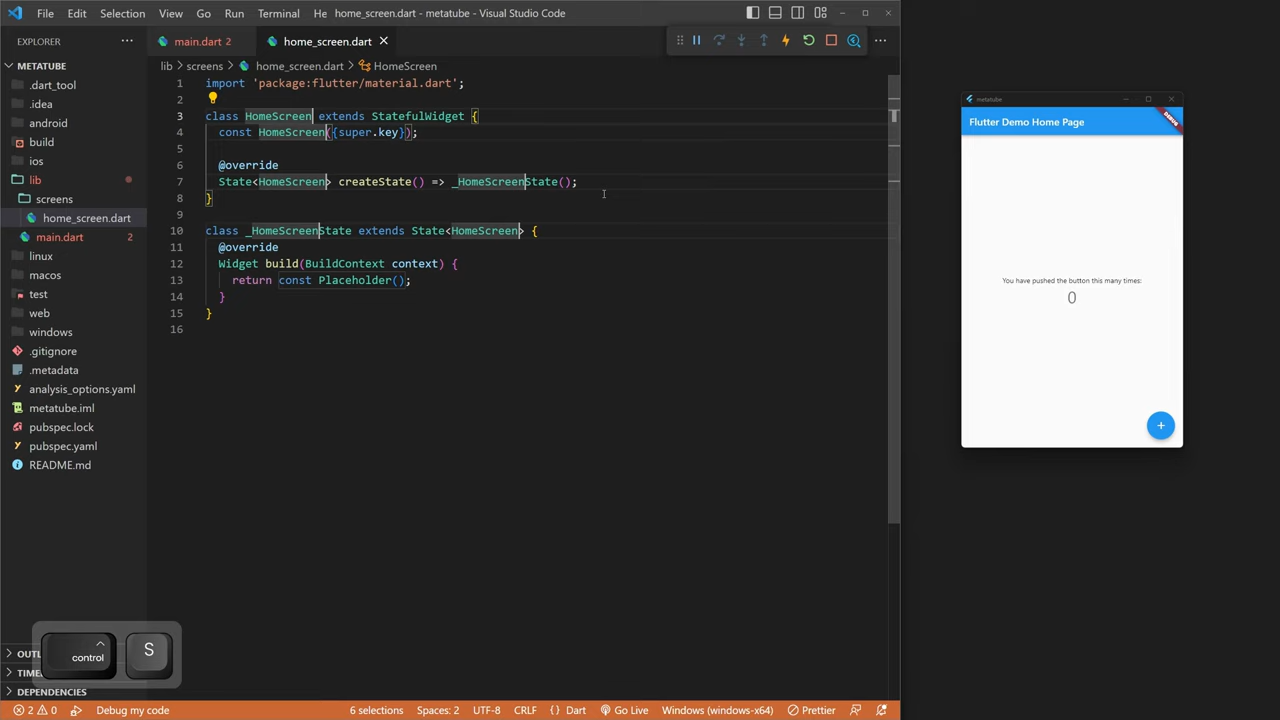 File Edit Selection View Go Run Terminal He home_screen.dart - metatube - Visual Studio Code
EXPLORER
METATUBE
.dart_tool
.idea
android
build
ios
lib
screens
home_screen.dart
main.dart 2
linux
macos
test
web
windows
.gitignore
.metadata
analysis_options.yaml
metatube.iml
pubspec.lock
pubspec.yaml
README.md
OUTL
TIME
DEPENDENCIES
control
S
main.dart 2 home_screen.dart
lib > screens > home_screen.dart > HomeScreen
1 import 'package:flutter/material.dart';
2
3 class HomeScreen extends StatefulWidget {
4 const HomeScreen({super.key});
5
6 @override
7 State<HomeScreen> createState() => _HomeScreenState();
8 }
9
10 class _HomeScreenState extends State<HomeScreen> {
11 @override
12 Widget build(BuildContext context) {
13 return const Placeholder();
14 }
15 }
16
metatube
Flutter Demo Home Page
DEBUG
You have pushed the button this many times:
0
+
2 0 Debug my code 6 selections Spaces: 2 UTF-8 CRLF {} Dart Go Live Windows (windows-x64) Prettier